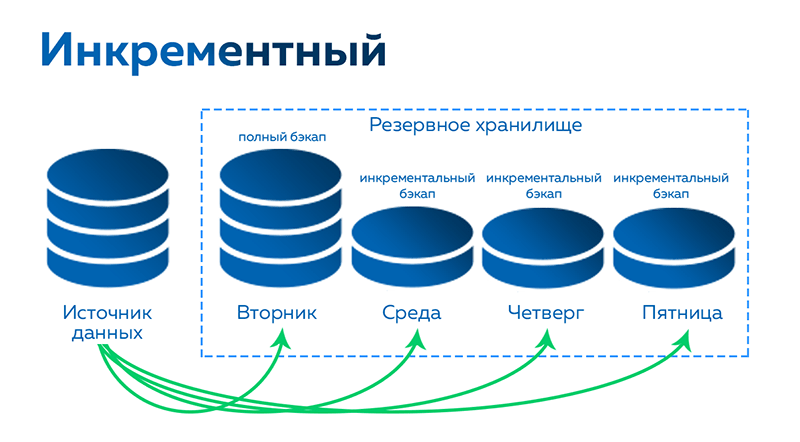 Инкрементный
Резервное хранилище
полный бэкап
инкрементальный
бэкап
инкрементальный
бэкап
инкрементальный
бэкап
Источник
данных
Вторник
Среда
Четверг
Пятница